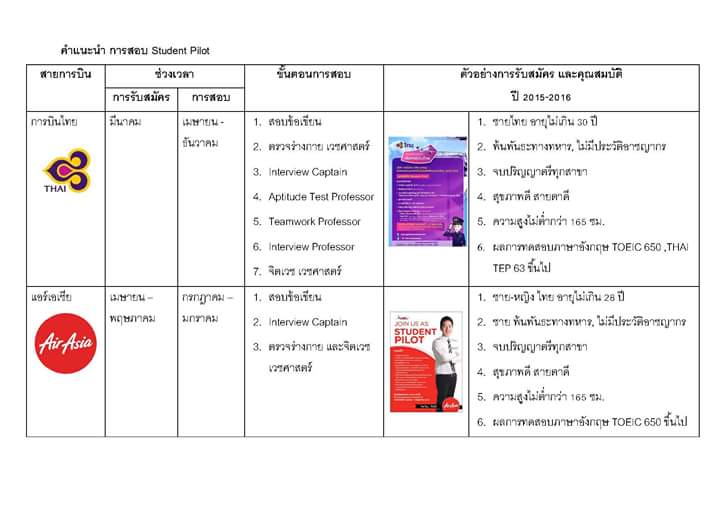 คำแนะนำ การสอบ Student Pilot
สายการบิน
ช่วงเวลา
ขั้นตอนการสอบ
ตัวอย่างการรับสมัคร และคุณสมบัติ
การรับสมัคร
การสอบ
ปี 2015-2016
การบินไทย
THAI
มีนาคม
เมษายน -
ธันวาคม
1. สอบข้อเขียน
2. ตรวจร่างกาย เวชศาสตร์
3. Interview Captain
4. Aptitude Test Professor
5. Teamwork Professor
6. Interview Professor
7. จิตเวช เวชศาสตร์
1. ชายไทย อายุไม่เกิน 30 ปี
2. พ้นพันธะทางทหาร, ไม่มีประวัติอาชญากร
3. จบปริญญาตรีทุกสาขา
4. สุขภาพดี สายตาดี
5. ความสูงไม่ต่ำกว่า 165 ซม.
6. ผลการทดสอบภาษาอังกฤษ TOEIC 650 ,THAI
TEP 63 ขึ้นไป
แอร์เอเชีย
AirAsia
เมษายน –
พฤษภาคม
กรกฎาคม –
มกราคม
1. สอบข้อเขียน
2. Interview Captain
3. ตรวจร่างกาย และจิตเวช
เวชศาสตร์
JOIN US AS
STUDENT
PILOT
AirAsia
1. ชาย-หญิง ไทย อายุไม่เกิน 28 ปี
2. ชาย พ้นพันธะทางทหาร, ไม่มีประวัติอาชญากร
3. จบปริญญาตรีทุกสาขา
4. สุขภาพดี สายตาดี
5. ความสูงไม่ต่ำกว่า 165 ซม.
6. ผลการทดสอบภาษาอังกฤษ TOEIC 650 ขึ้นไป